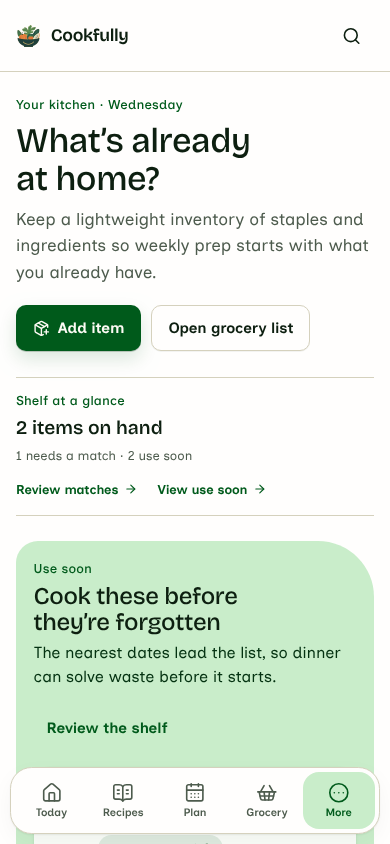 Cookfully
Your kitchen · Wednesday
What’s already
at home?
Keep a lightweight inventory of staples and
ingredients so weekly prep starts with what
you already have.
Add item
Open grocery list
Shelf at a glance
2 items on hand
1 needs a match · 2 use soon
Review matches →
View use soon →
Use soon
Cook these before
they’re forgotten
The nearest dates lead the list, so dinner
can solve waste before it starts.
Review the shelf
Today
Recipes
Plan
Grocery
More